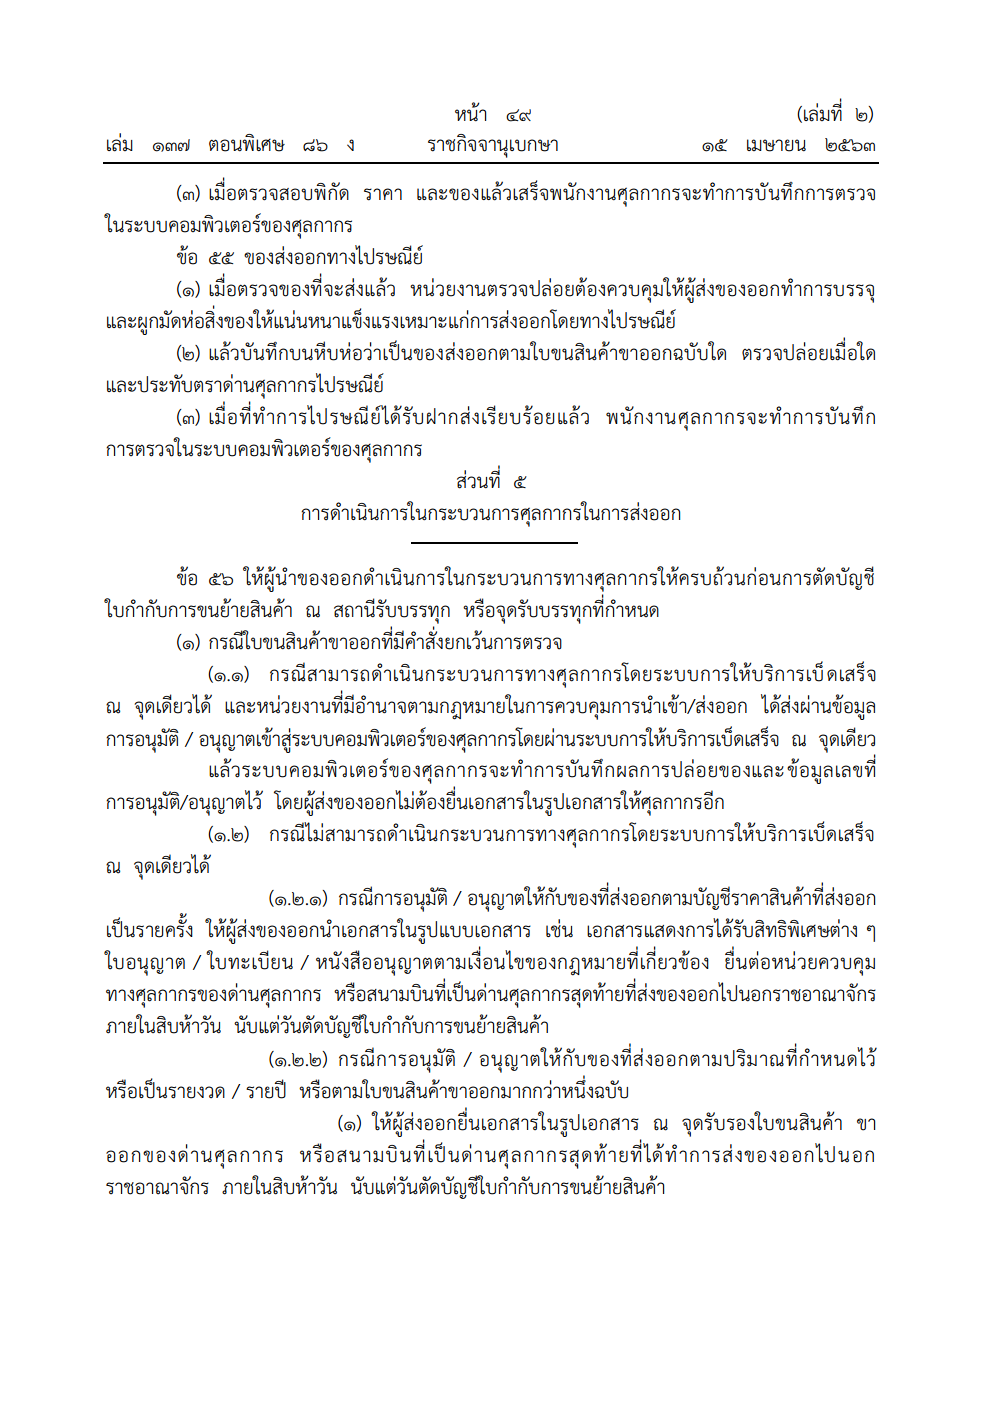 หน้า ๔๙ (เล่มที่ ๒)
เล่ม ๑๓๗ ตอนพิเศษ ๘๖ ง ราชกิจจานุเบกษา ๑๕ เมษายน ๒๕๖๓
(๓) เมื่อตรวจสอบพิกัด ราคา และของแล้วเสร็จพนักงานศุลกากรจะทำการบันทึกการตรวจ
ในระบบคอมพิวเตอร์ของศุลกากร
ข้อ ๕๕ ของส่งออกทางไปรษณีย์
(๑) เมื่อตรวจของที่จะส่งแล้ว หน่วยงานตรวจปล่อยต้องควบคุมให้ผู้ส่งของออกทำการบรรจุ
และผูกมัดห่อสิ่งของให้แน่นหนาแข็งแรงเหมาะแก่การส่งออกโดยทางไปรษณีย์
(๒) แล้วบันทึกบนหีบห่อว่าเป็นของส่งออกตามใบขนสินค้าขาออกฉบับใด ตรวจปล่อยเมื่อใด
และประทับตราด่านศุลกากรไปรษณีย์
(๓) เมื่อที่ทำการไปรษณีย์ได้รับฝากส่งเรียบร้อยแล้ว พนักงานศุลกากรจะทำการบันทึก
การตรวจในระบบคอมพิวเตอร์ของศุลกากร
ส่วนที่ ๕
การดำเนินการในกระบวนการศุลกากรในการส่งออก
ข้อ ๕๖ ให้ผู้นำของออกดำเนินการในกระบวนการทางศุลกากรให้ครบถ้วนก่อนการตัดบัญชี
ใบกำกับการขนย้ายสินค้า ณ สถานีรับบรรทุก หรือจุดรับบรรทุกที่กำหนด
(๑) กรณีใบขนสินค้าขาออกที่มีคำสั่งยกเว้นการตรวจ
(๑.๑) กรณีสามารถดำเนินกระบวนการทางศุลกากรโดยระบบการให้บริการเบ็ดเสร็จ
ณ จุดเดียวได้ และหน่วยงานที่มีอำนาจตามกฎหมายในการควบคุมการนำเข้า/ส่งออก ได้ส่งผ่านข้อมูล
การอนุมัติ / อนุญาตเข้าสู่ระบบคอมพิวเตอร์ของศุลกากรโดยผ่านระบบการให้บริการเบ็ดเสร็จ ณ จุดเดียว
แล้วระบบคอมพิวเตอร์ของศุลกากรจะทำการบันทึกผลการปล่อยของและข้อมูลเลขที่
การอนุมัติ/อนุญาตไว้ โดยผู้ส่งของออกไม่ต้องยื่นเอกสารในรูปเอกสารให้ศุลกากรอีก
(๑.๒) กรณีไม่สามารถดำเนินกระบวนการทางศุลกากรโดยระบบการให้บริการเบ็ดเสร็จ
ณ จุดเดียวได้
(๑.๒.๑) กรณีการอนุมัติ / อนุญาตให้กับของที่ส่งออกตามบัญชีราคาสินค้าที่ส่งออก
เป็นรายครั้ง ให้ผู้ส่งของออกนำเอกสารในรูปแบบเอกสาร เช่น เอกสารแสดงการได้รับสิทธิพิเศษต่าง ๆ
ใบอนุญาต / ใบทะเบียน / หนังสืออนุญาตตามเงื่อนไขของกฎหมายที่เกี่ยวข้อง ยื่นต่อหน่วยควบคุม
ทางศุลกากรของด่านศุลกากร หรือสนามบินที่เป็นด่านศุลกากรสุดท้ายที่ส่งของออกไปนอกราชอาณาจักร
ภายในสิบห้าวัน นับแต่วันตัดบัญชีใบกำกับการขนย้ายสินค้า
(๑.๒.๒) กรณีการอนุมัติ / อนุญาตให้กับของที่ส่งออกตามปริมาณที่กำหนดไว้
หรือเป็นรายงวด / รายปี หรือตามใบขนสินค้าขาออกมากกว่าหนึ่งฉบับ
(๑) ให้ผู้ส่งออกยื่นเอกสารในรูปเอกสาร ณ จุดรับรองใบขนสินค้า ขา
ออกของด่านศุลกากร หรือสนามบินที่เป็นด่านศุลกากรสุดท้ายที่ได้ทำการส่งของออกไปนอก
ราชอาณาจักร ภายในสิบห้าวัน นับแต่วันตัดบัญชีใบกำกับการขนย้ายสินค้า